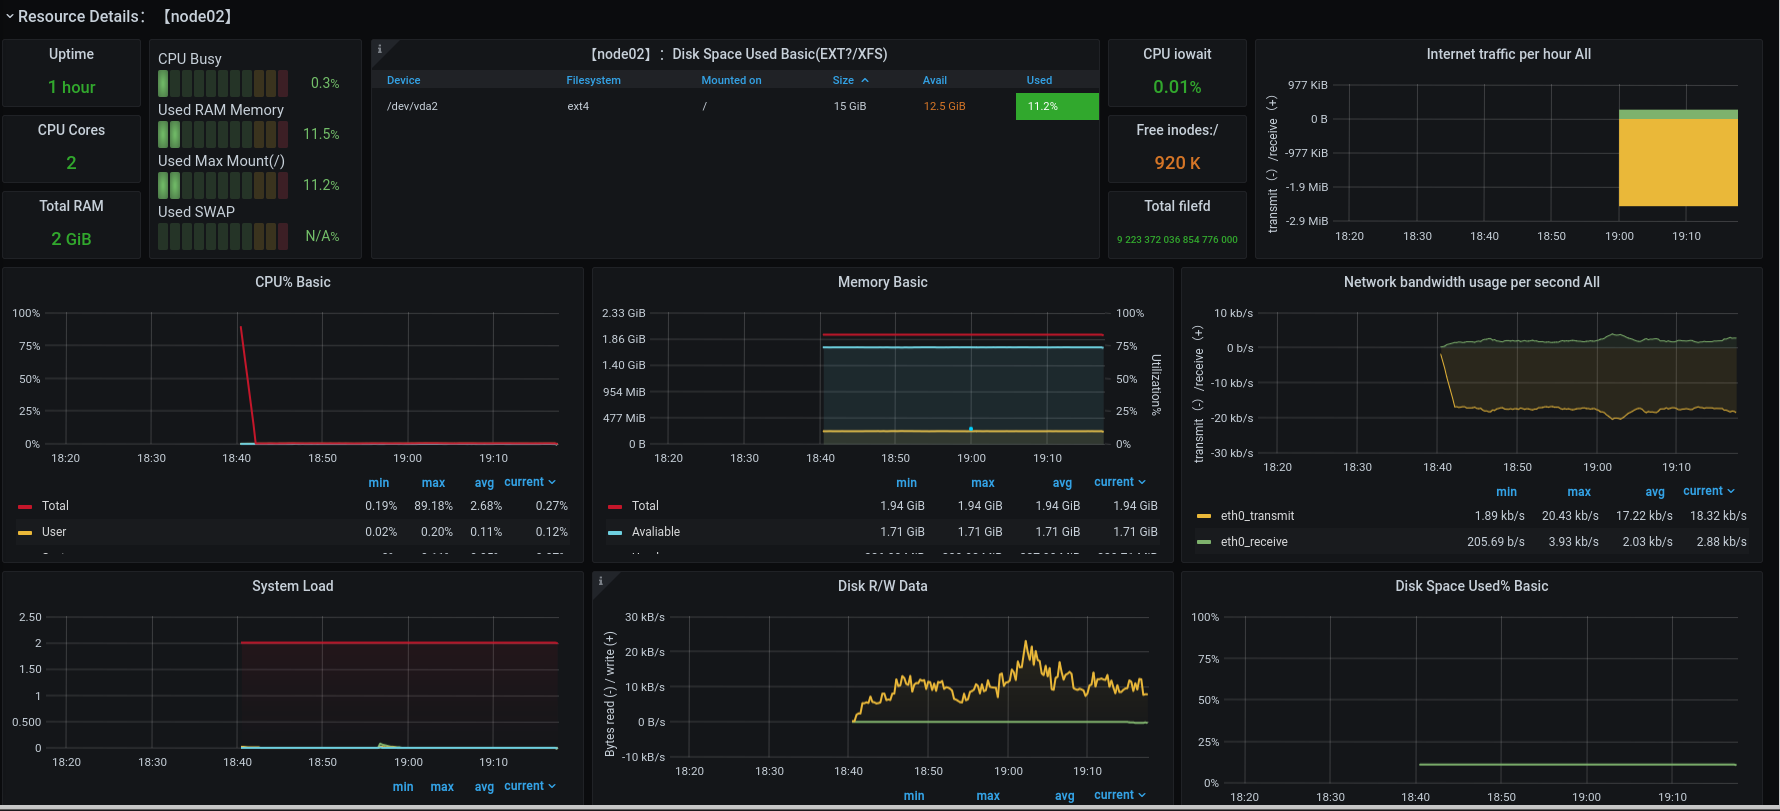 Resource Details： 【node02】
Uptime
1 hour
CPU Cores
2
Total RAM
2 GiB
CPU Busy
0.3%
Used RAM Memory
11.5%
Used Max Mount(/)
11.2%
Used SWAP
N/A%
【node02】： Disk Space Used Basic(EXT?/XFS)
Device Filesystem Mounted on Size Avail Used
/dev/vda2 ext4 / 15 GiB 12.5 GiB 11.2%
CPU iowait
0.01%
Free inodes:/
920 K
Total filefd
9 223 372 036 854 776 000
Internet traffic per hour All
transmit (-) /receive (+)
977 KiB
0 B
-977 KiB
-1.9 MiB
-2.9 MiB
18:20 18:30 18:40 18:50 19:00 19:10
CPU% Basic
100%
75%
50%
25%
0%
18:20 18:30 18:40 18:50 19:00 19:10
min max avg current
Total 0.19% 89.18% 2.68% 0.27%
User 0.02% 0.20% 0.11% 0.12%
Memory Basic
2.33 GiB 100%
1.86 GiB 75%
1.40 GiB 50%
954 MiB
477 MiB 25%
0 B 0%
Utilization%
18:20 18:30 18:40 18:50 19:00 19:10
min max avg current
Total 1.94 GiB 1.94 GiB 1.94 GiB 1.94 GiB
Avaliable 1.71 GiB 1.71 GiB 1.71 GiB 1.71 GiB
Network bandwidth usage per second All
transmit (-) /receive (+)
10 kb/s
0 b/s
-10 kb/s
-20 kb/s
-30 kb/s
18:20 18:30 18:40 18:50 19:00 19:10
min max avg current
eth0_transmit 1.89 kb/s 20.43 kb/s 17.22 kb/s 18.32 kb/s
eth0_receive 205.69 b/s 3.93 kb/s 2.03 kb/s 2.88 kb/s
System Load
2.50
2
1.50
1
0.500
0
18:20 18:30 18:40 18:50 19:00 19:10
min max avg current
Disk R/W Data
Bytes read (-) / write (+)
30 kB/s
20 kB/s
10 kB/s
0 B/s
-10 kB/s
18:20 18:30 18:40 18:50 19:00 19:10
min max avg current
Disk Space Used% Basic
100%
75%
50%
25%
0%
18:20 18:30 18:40 18:50 19:00 19:10